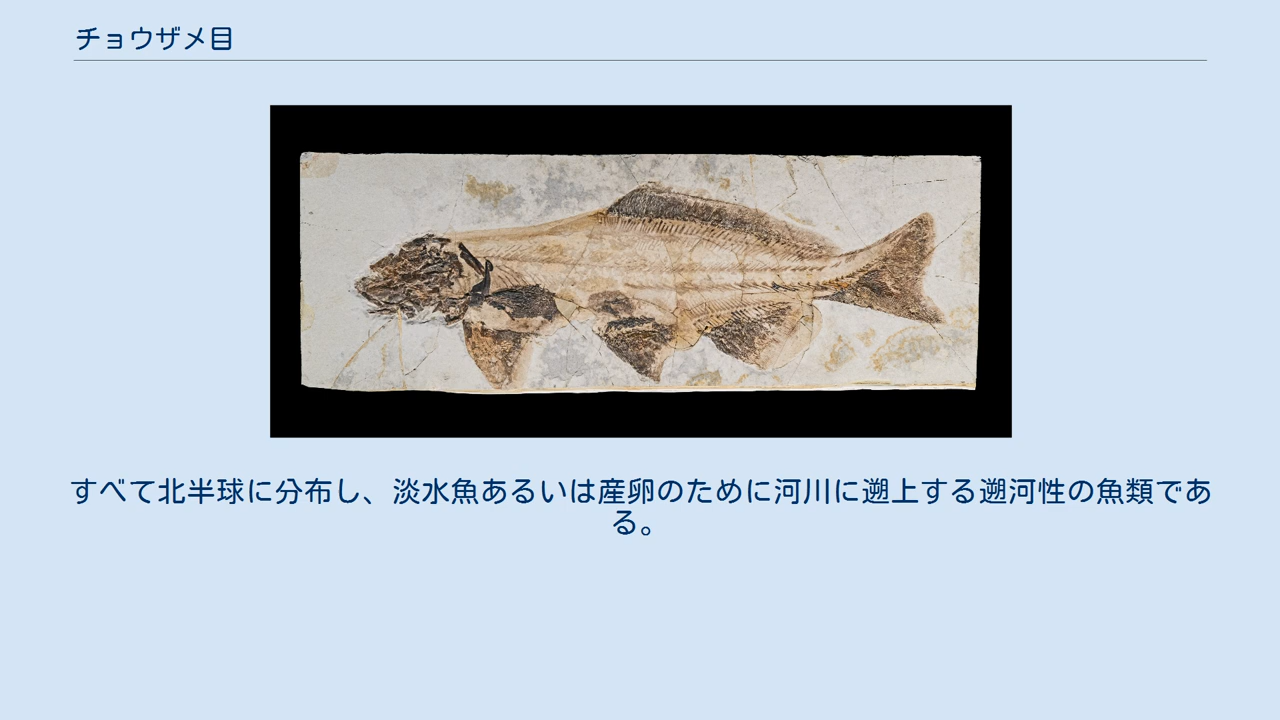 チョウザメ目
すべて北半球に分布し、淡水魚あるいは産卵のために河川に遡上する遡河性の魚類であ
る。